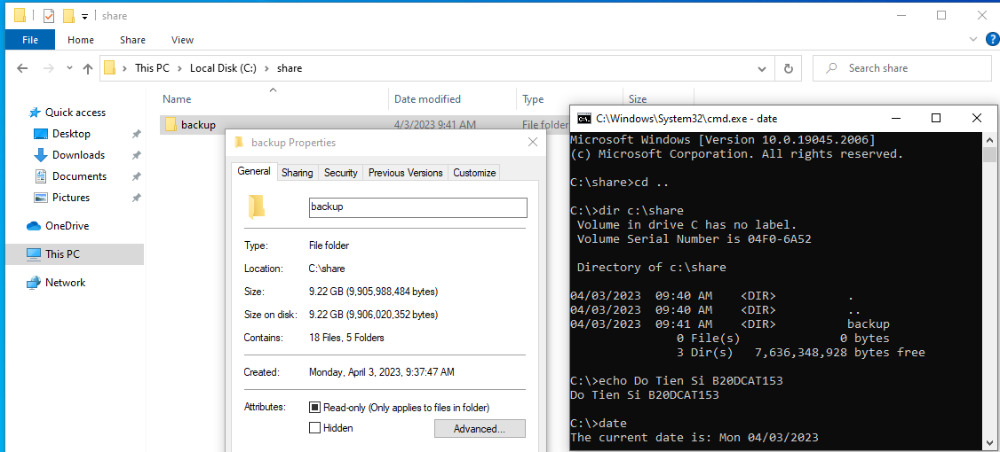 share
File Home Share View
This PC > Local Disk (C:) > share
Search share
Quick access
Desktop
Downloads
Documents
Pictures
OneDrive
This PC
Network
Name Date modified Type Size
backup 4/3/2023 9:41 AM File folder
backup Properties
General Sharing Security Previous Versions Customize
backup
Type: File folder
Location: C:\share
Size: 9.22 GB (9,905,988,484 bytes)
Size on disk: 9.22 GB (9,906,020,352 bytes)
Contains: 18 Files, 5 Folders
Created: Monday, April 3, 2023, 9:37:47 AM
Attributes: Read-only (Only applies to files in folder)
Hidden Advanced...
C:\Windows\System32\cmd.exe - date
Microsoft Windows [Version 10.0.19045.2006]
(c) Microsoft Corporation. All rights reserved.
C:\share>cd ..
C:\>dir c:\share
Volume in drive C has no label.
Volume Serial Number is 04F0-6A52
Directory of c:\share
04/03/2023 09:40 AM <DIR> .
04/03/2023 09:40 AM <DIR> ..
04/03/2023 09:41 AM <DIR> backup
0 File(s) 0 bytes
3 Dir(s) 7,636,348,928 bytes free
C:\>echo Do Tien Si B20DCAT153
Do Tien Si B20DCAT153
C:\>date
The current date is: Mon 04/03/2023